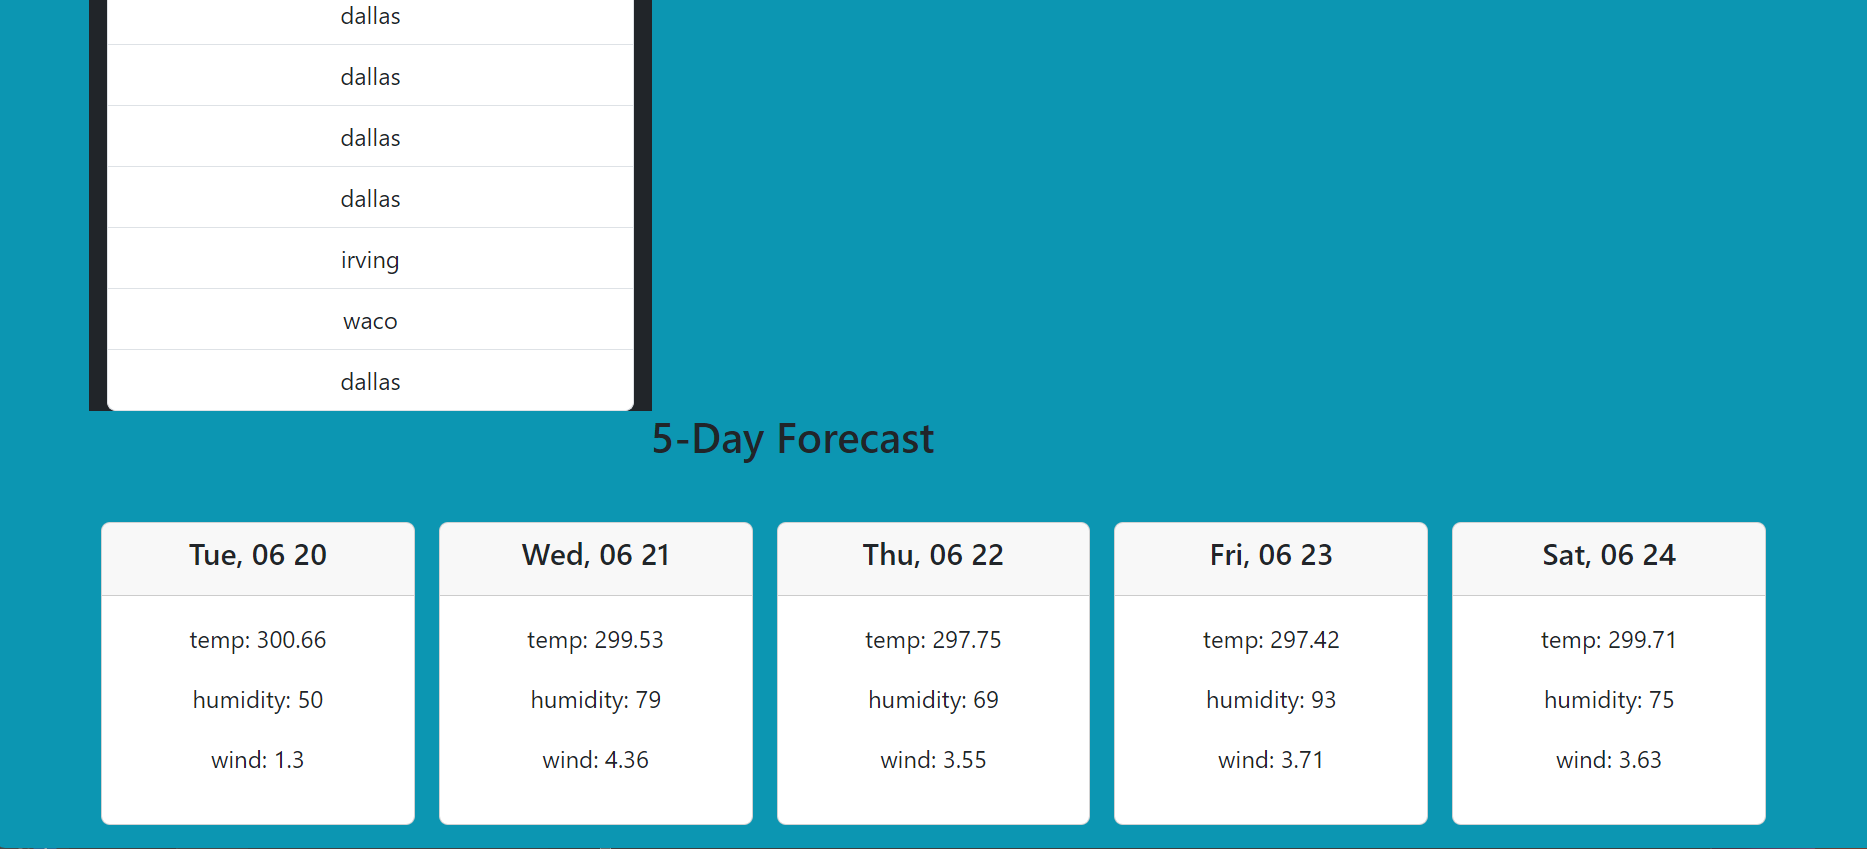 dallas
dallas
dallas
dallas
irving
waco
dallas
5-Day Forecast
Tue, 06 20
temp: 300.66
humidity: 50
wind: 1.3
Wed, 06 21
temp: 299.53
humidity: 79
wind: 4.36
Thu, 06 22
temp: 297.75
humidity: 69
wind: 3.55
Fri, 06 23
temp: 297.42
humidity: 93
wind: 3.71
Sat, 06 24
temp: 299.71
humidity: 75
wind: 3.63